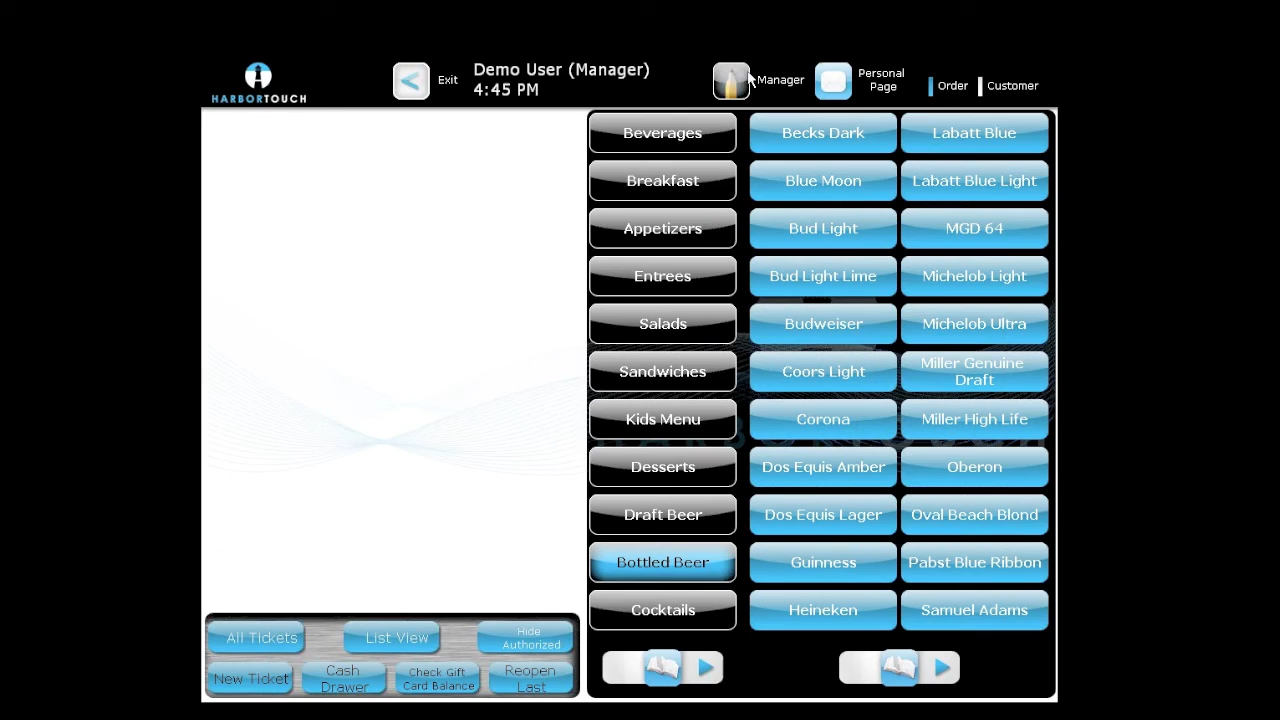 HARBORTOUCH
Exit
Demo User (Manager)
4:45 PM
Manager
Personal
Page
Order
Customer
Beverages
Becks Dark
Labatt Blue
Breakfast
Blue Moon
Labatt Blue Light
Appetizers
Bud Light
MGD 64
Entrees
Bud Light Lime
Michelob Light
Salads
Budweiser
Michelob Ultra
Sandwiches
Coors Light
Miller Genuine
Draft
Kids Menu
Corona
Miller High Life
Desserts
Dos Equis Amber
Oberon
Draft Beer
Dos Equis Lager
Oval Beach Blond
Bottled Beer
Guinness
Pabst Blue Ribbon
Cocktails
Heineken
Samuel Adams
All Tickets
List View
Hide
Authorized
New Ticket
Cash
Drawer
Check Gift
Card Balance
Reopen
Last